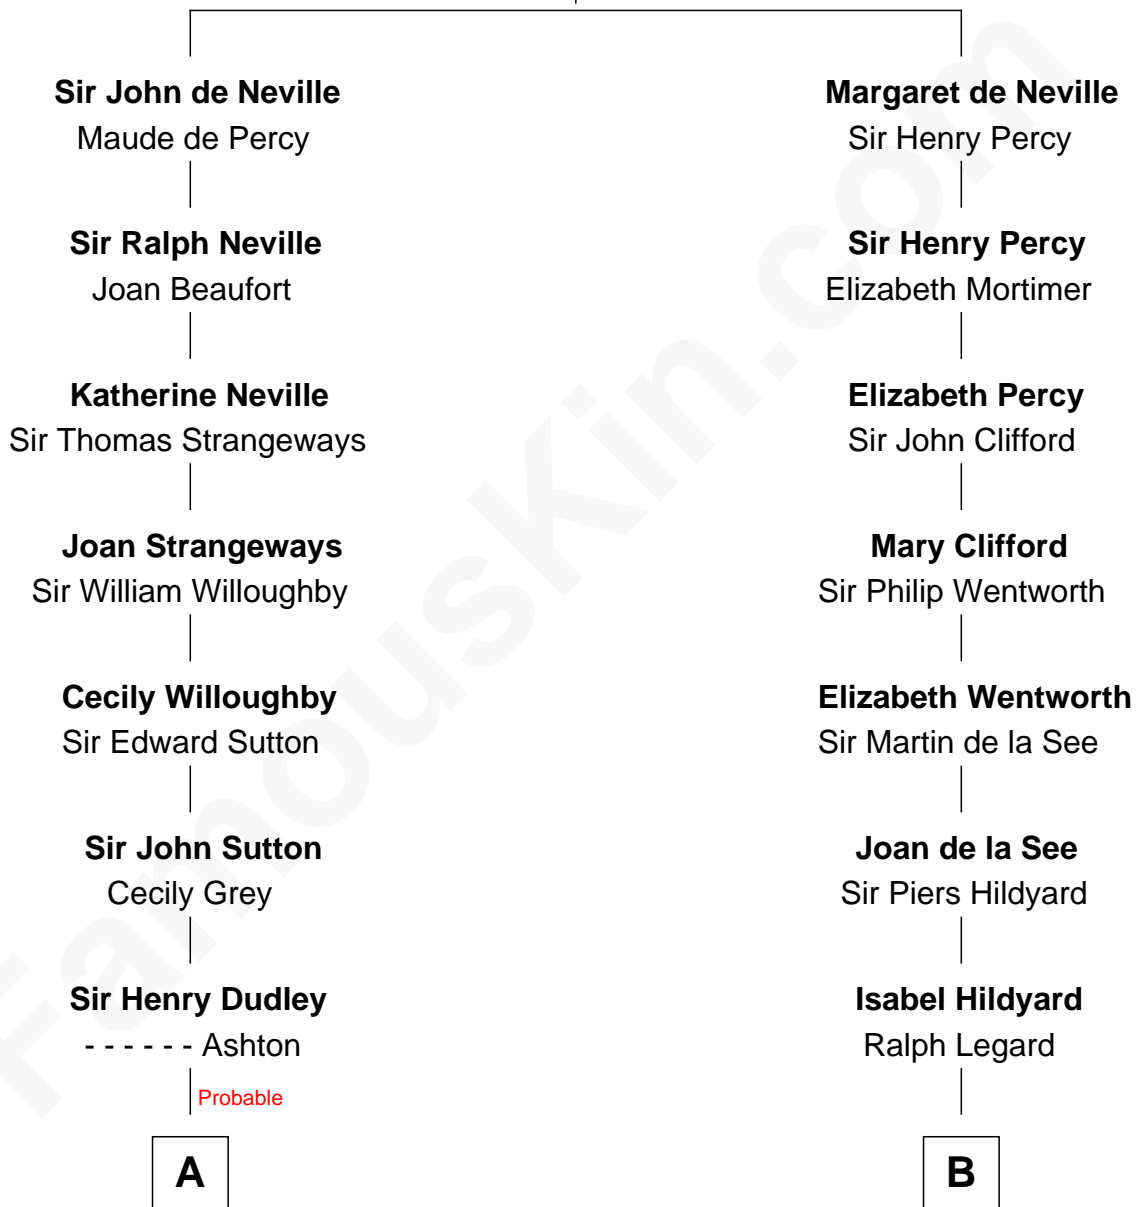 Sir John de Neville
Maude de Percy
Sir Ralph Neville
Joan Beaufort
Katherine Neville
Sir Thomas Strangeways
Joan Strangeways
Sir William Willoughby
Cecily Willoughby
Sir Edward Sutton
Sir John Sutton
Cecily Grey
Sir Henry Dudley
- - - - - - Ashton
Probable
A
Margaret de Neville
Sir Henry Percy
Sir Henry Percy
Elizabeth Mortimer
Elizabeth Percy
Sir John Clifford
Mary Clifford
Sir Philip Wentworth
Elizabeth Wentworth
Sir Martin de la See
Joan de la See
Sir Piers Hildyard
Isabel Hildyard
Ralph Legard
B
FamousKin.com